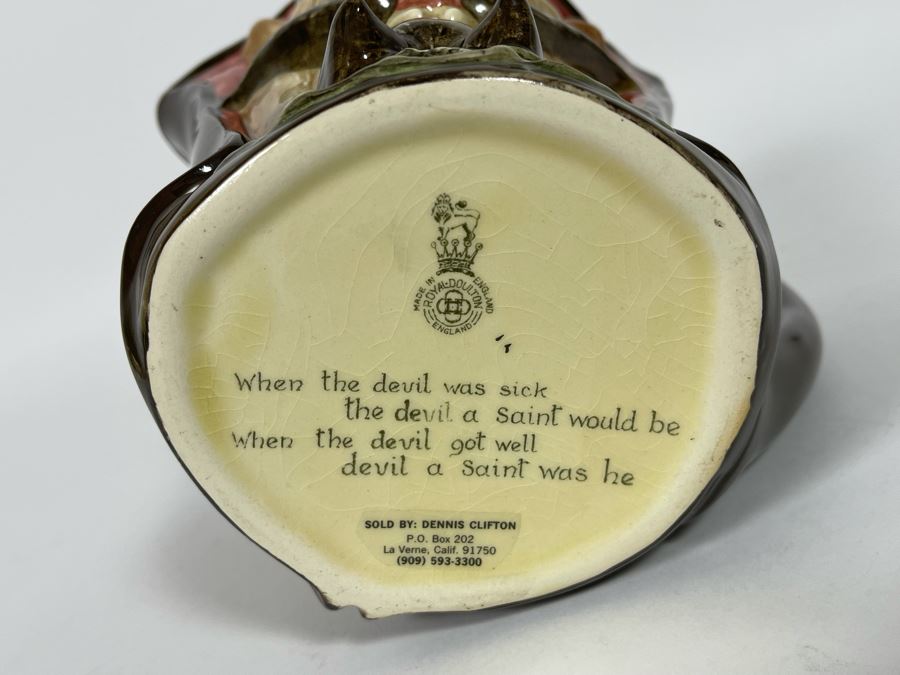 MADE IN ENGLAND
ROYAL DOULTON
ENGLAND
When the devil was sick
the devil a Saint would be
When the devil got well
devil a Saint was he
SOLD BY: DENNIS CLIFTON
P.O. Box 202
La Verne, Calif. 91750
(909) 593-3300